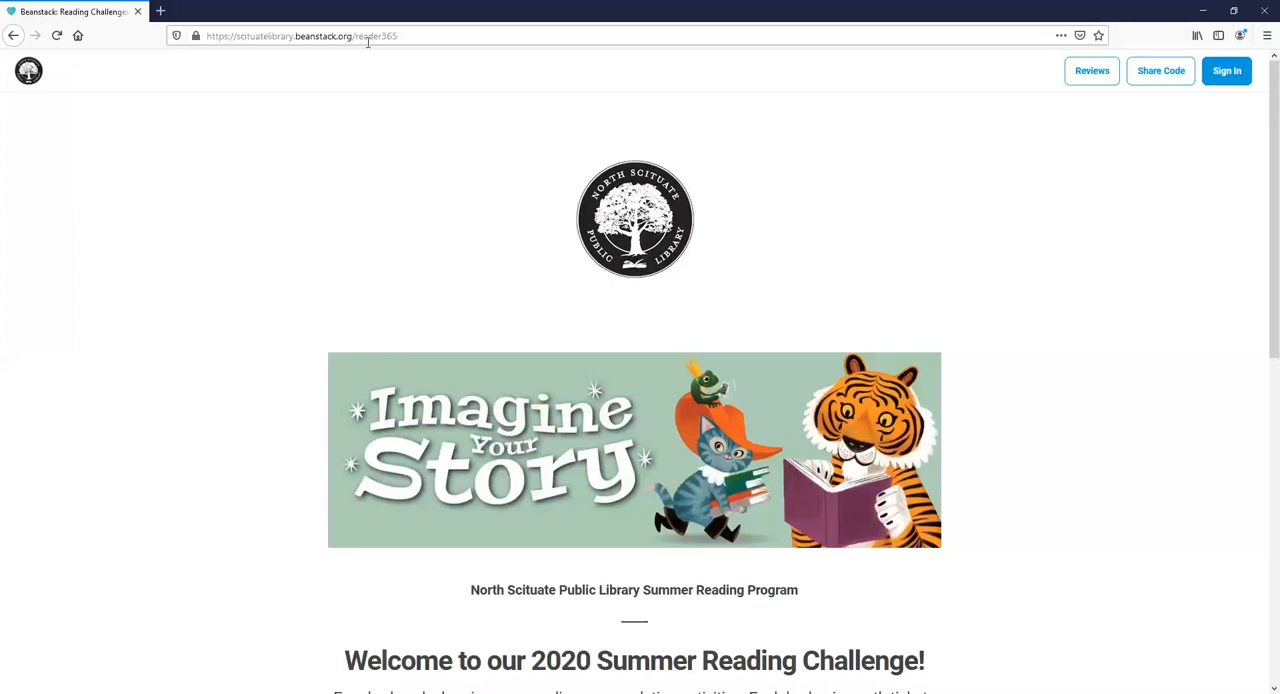 Beanstack: Reading Challenge
https://scituatelibrary.beanstack.org/reader365
Reviews
Share Code
Sign In
NORTH SCITUATE
PUBLIC LIBRARY
Imagine
Your
Story
North Scituate Public Library Summer Reading Program
Welcome to our 2020 Summer Reading Challenge!